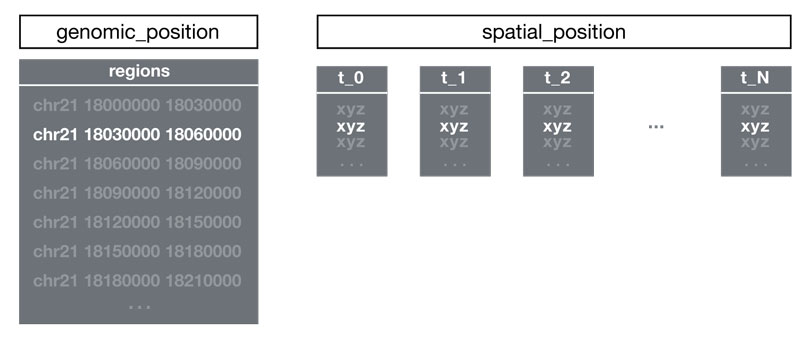 genomic_position
regions
chr21 18000000 18030000
chr21 18030000 18060000
chr21 18060000 18090000
chr21 18090000 18120000
chr21 18120000 18150000
chr21 18150000 18180000
chr21 18180000 18210000
...
spatial_position
t_0
xyz
xyz
xyz
...
t_1
xyz
xyz
xyz
...
t_2
xyz
xyz
xyz
...
...
t_N
xyz
xyz
xyz
...